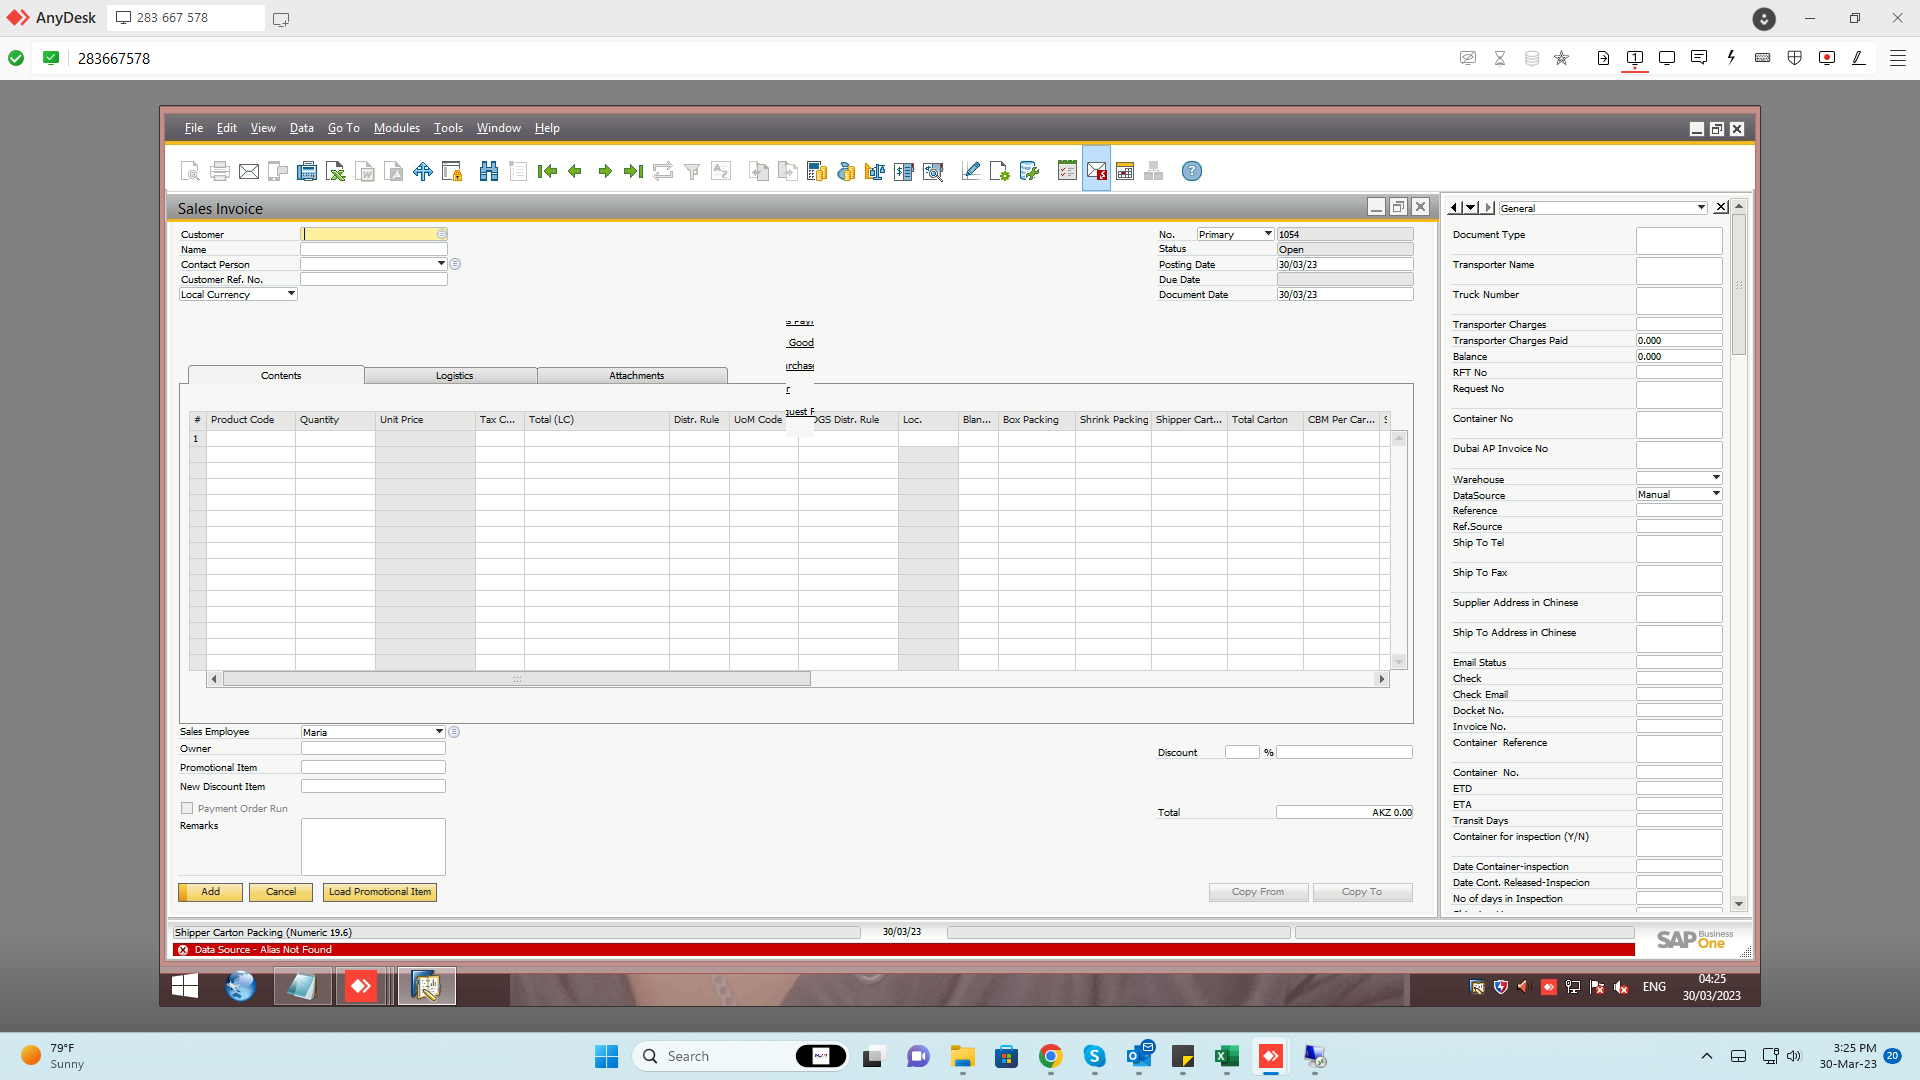 AnyDesk
283 667 578
283667578
File Edit View Data Go To Modules Tools Window Help
Sales Invoice
General
Customer
Name
Contact Person
Customer Ref. No.
Local Currency
No. Primary 1054
Status Open
Posting Date 30/03/23
Due Date
Document Date 30/03/23
Good
Contents Logistics Attachments
# Product Code Quantity Unit Price Tax C... Total (LC) Distr. Rule UoM Code OGS Distr. Rule Loc. Blan... Box Packing Shrink Packing Shipper Cart... Total Carton CBM Per Car...
1
Sales Employee Maria
Owner
Promotional Item
New Discount Item
Payment Order Run
Remarks
Discount %
Total AKZ 0.00
Add Cancel Load Promotional Item Copy From Copy To
Document Type
Transporter Name
Truck Number
Transporter Charges
Transporter Charges Paid 0.000
Balance 0.000
RFT No
Request No
Container No
Dubai AP Invoice No
Warehouse
DataSource Manual
Reference
Ref.Source
Ship To Tel
Ship To Fax
Supplier Address in Chinese
Ship To Address in Chinese
Email Status
Check
Check Email
Docket No.
Invoice No.
Container Reference
Container No.
ETD
ETA
Transit Days
Container for inspection (Y/N)
Date Container-inspection
Date Cont. Released-Inspecion
No of days in Inspection
Shipper Carton Packing (Numeric 19.6) 30/03/23
Data Source - Alias Not Found
SAP Business One
ENG
04:25
30/03/2023
79°F
Sunny
Search
3:25 PM
30-Mar-23
20